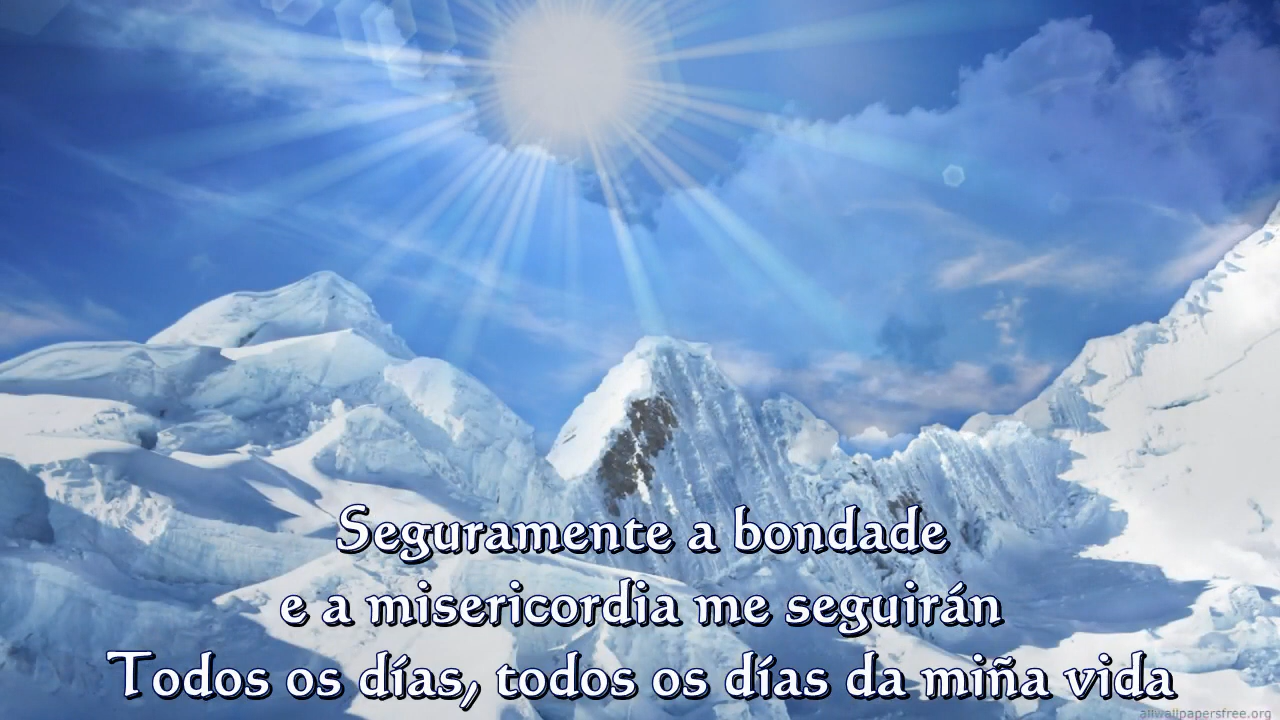 Seguramente a bondade
e a misericordia me seguirán
Todos os días, todos os días da miña vida
allwallpapersfree.org